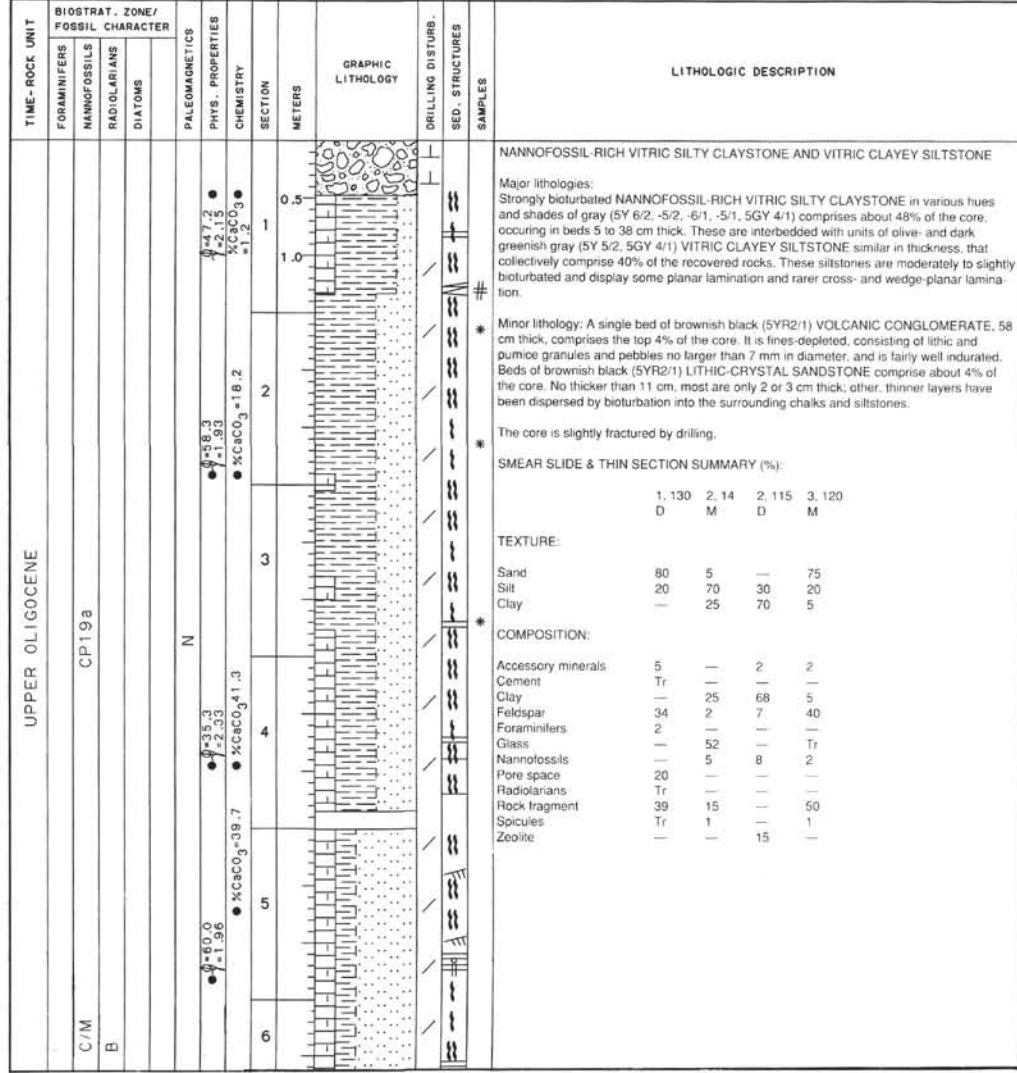 TIME-ROCK UNIT
BIOSTRAT. ZONE/
FOSSIL CHARACTER
FORAMINIFERS
NANNOFOSSILS
RADIOLARIANS
DIATOMS
PALEOMAGNETICS
PHYS. PROPERTIES
CHEMISTRY
SECTION
METERS
GRAPHIC
LITHOLOGY
DRILLING DISTURB.
SED. STRUCTURES
SAMPLES
LITHOLOGIC DESCRIPTION
UPPER OLIGOCENE
CP19a
C/M
B
N
φ=47.2
γ=2.15
%CaCO3
=1.2
φ=58.3
γ=1.93
%CaCO3=18.2
φ=35.3
γ=2.33
%CaCO3 41.3
%CaCO3=39.7
φ=60.0
γ=1.96
1
2
3
4
5
6
0.5
1.0
#
*
*
*
NANNOFOSSIL-RICH VITRIC SILTY CLAYSTONE AND VITRIC CLAYEY SILTSTONE
Major lithologies:
Strongly bioturbated NANNOFOSSIL-RICH VITRIC SILTY CLAYSTONE in various hues
and shades of gray (5Y 6/2, -5/2, -6/1, -5/1, 5GY 4/1) comprises about 48% of the core,
occuring in beds 5 to 38 cm thick. These are interbedded with units of olive- and dark
greenish gray (5Y 5/2, 5GY 4/1) VITRIC CLAYEY SILTSTONE similar in thickness, that
collectively comprise 40% of the recovered rocks. These siltstones are moderately to slightly
bioturbated and display some planar lamination and rarer cross- and wedge-planar lamina-
tion.
Minor lithology: A single bed of brownish black (5YR2/1) VOLCANIC CONGLOMERATE, 58
cm thick, comprises the top 4% of the core. It is fines-depleted, consisting of lithic and
pumice granules and pebbles no larger than 7 mm in diameter, and is fairly well indurated.
Beds of brownish black (5YR2/1) LITHIC-CRYSTAL SANDSTONE comprise about 4% of
the core. No thicker than 11 cm, most are only 2 or 3 cm thick; other, thinner layers have
been dispersed by bioturbation into the surrounding chalks and siltstones.
The core is slightly fractured by drilling.
SMEAR SLIDE & THIN SECTION SUMMARY (%):
1, 130 2, 14 2, 115 3, 120
D M D M
TEXTURE:
Sand 80 5 — 75
Silt 20 70 30 20
Clay — 25 70 5
COMPOSITION:
Accessory minerals 5 — 2 2
Cement Tr — — —
Clay — 25 68 5
Feldspar 34 2 7 40
Foraminifers 2 — — —
Glass — 52 — Tr
Nannofossils — 5 8 2
Pore space 20 — — —
Radiolarians Tr — — —
Rock fragment 39 15 — 50
Spicules Tr 1 — 1
Zeolite — — 15 —